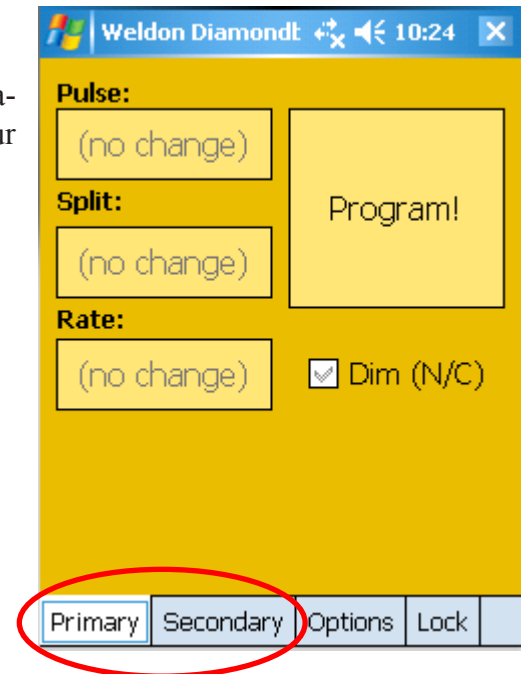 Weldon Diamondt 10:24
a-
ur
Pulse:
(no change)
Program!
Split:
(no change)
Rate:
(no change)
Dim (N/C)
Primary Secondary Options Lock